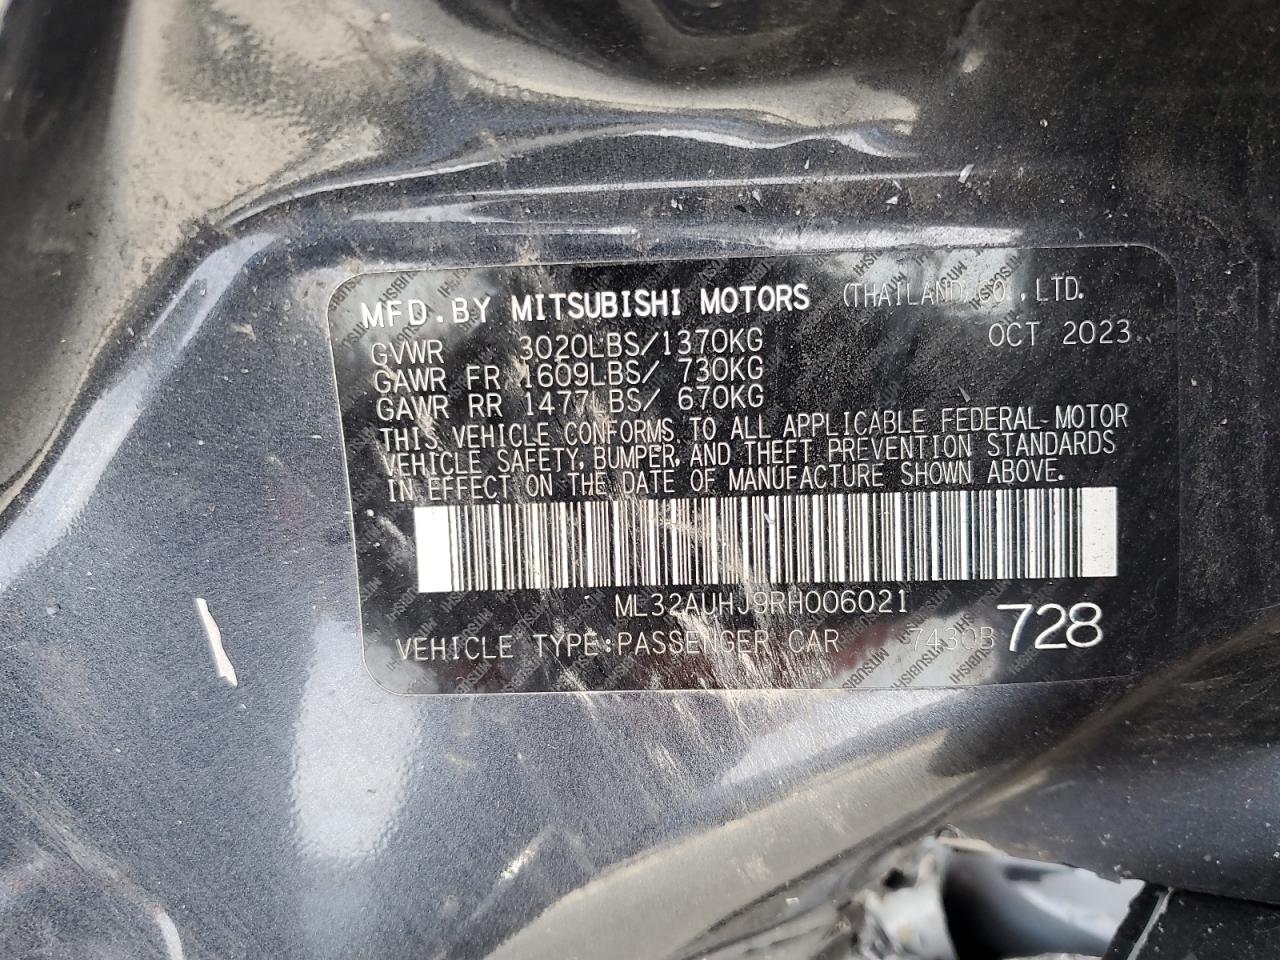 MFD. BY MITSUBISHI MOTORS (THAILAND) CO., LTD.
OCT 2023
GVWR 3020LBS/1370KG
GAWR FR 1609LBS/ 730KG
GAWR RR 1477LBS/ 670KG
THIS VEHICLE CONFORMS TO ALL APPLICABLE FEDERAL-MOTOR
VEHICLE SAFETY, BUMPER, AND THEFT PREVENTION STANDARDS
IN EFFECT ON THE DATE OF MANUFACTURE SHOWN ABOVE.
ML32AUHJ9RH006021
VEHICLE TYPE:PASSENGER CAR 7430B 728